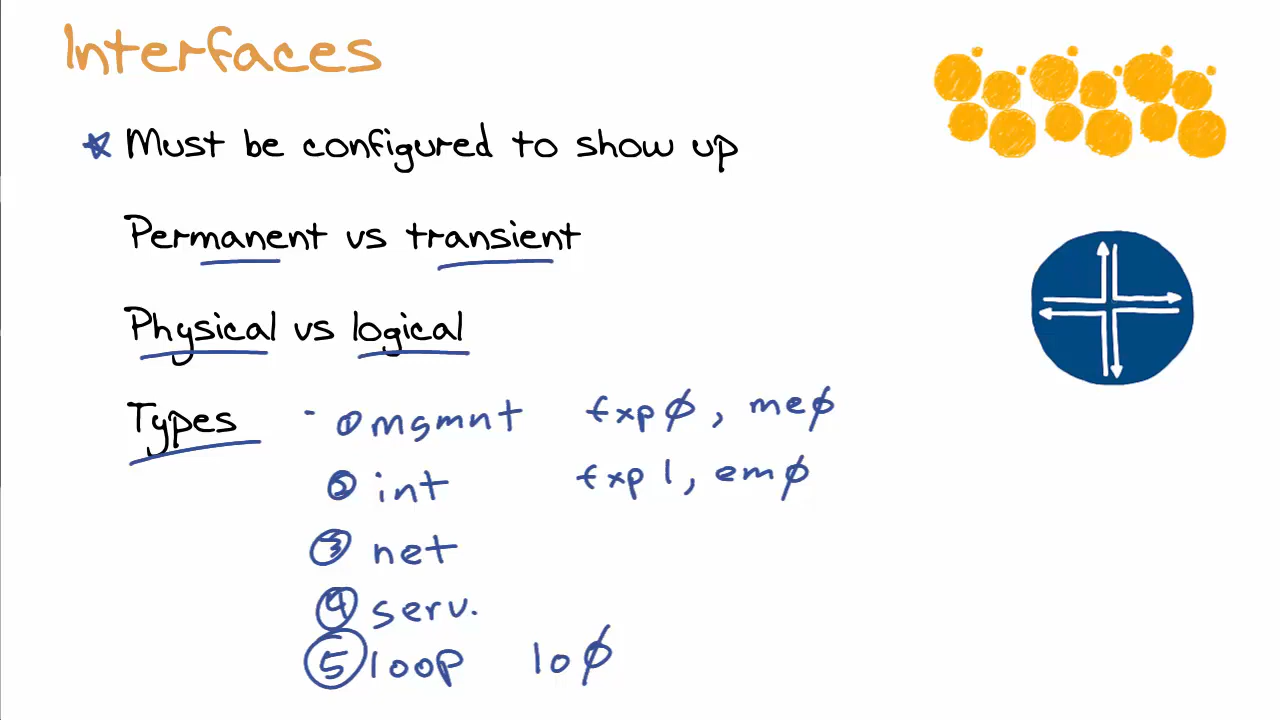 Interfaces
* Must be configured to show up
Permanent vs transient
Physical vs logical
Types - ① mgmnt fxp0, me0
② int fxp1, em0
③ net
④ serv.
⑤ loop lo0